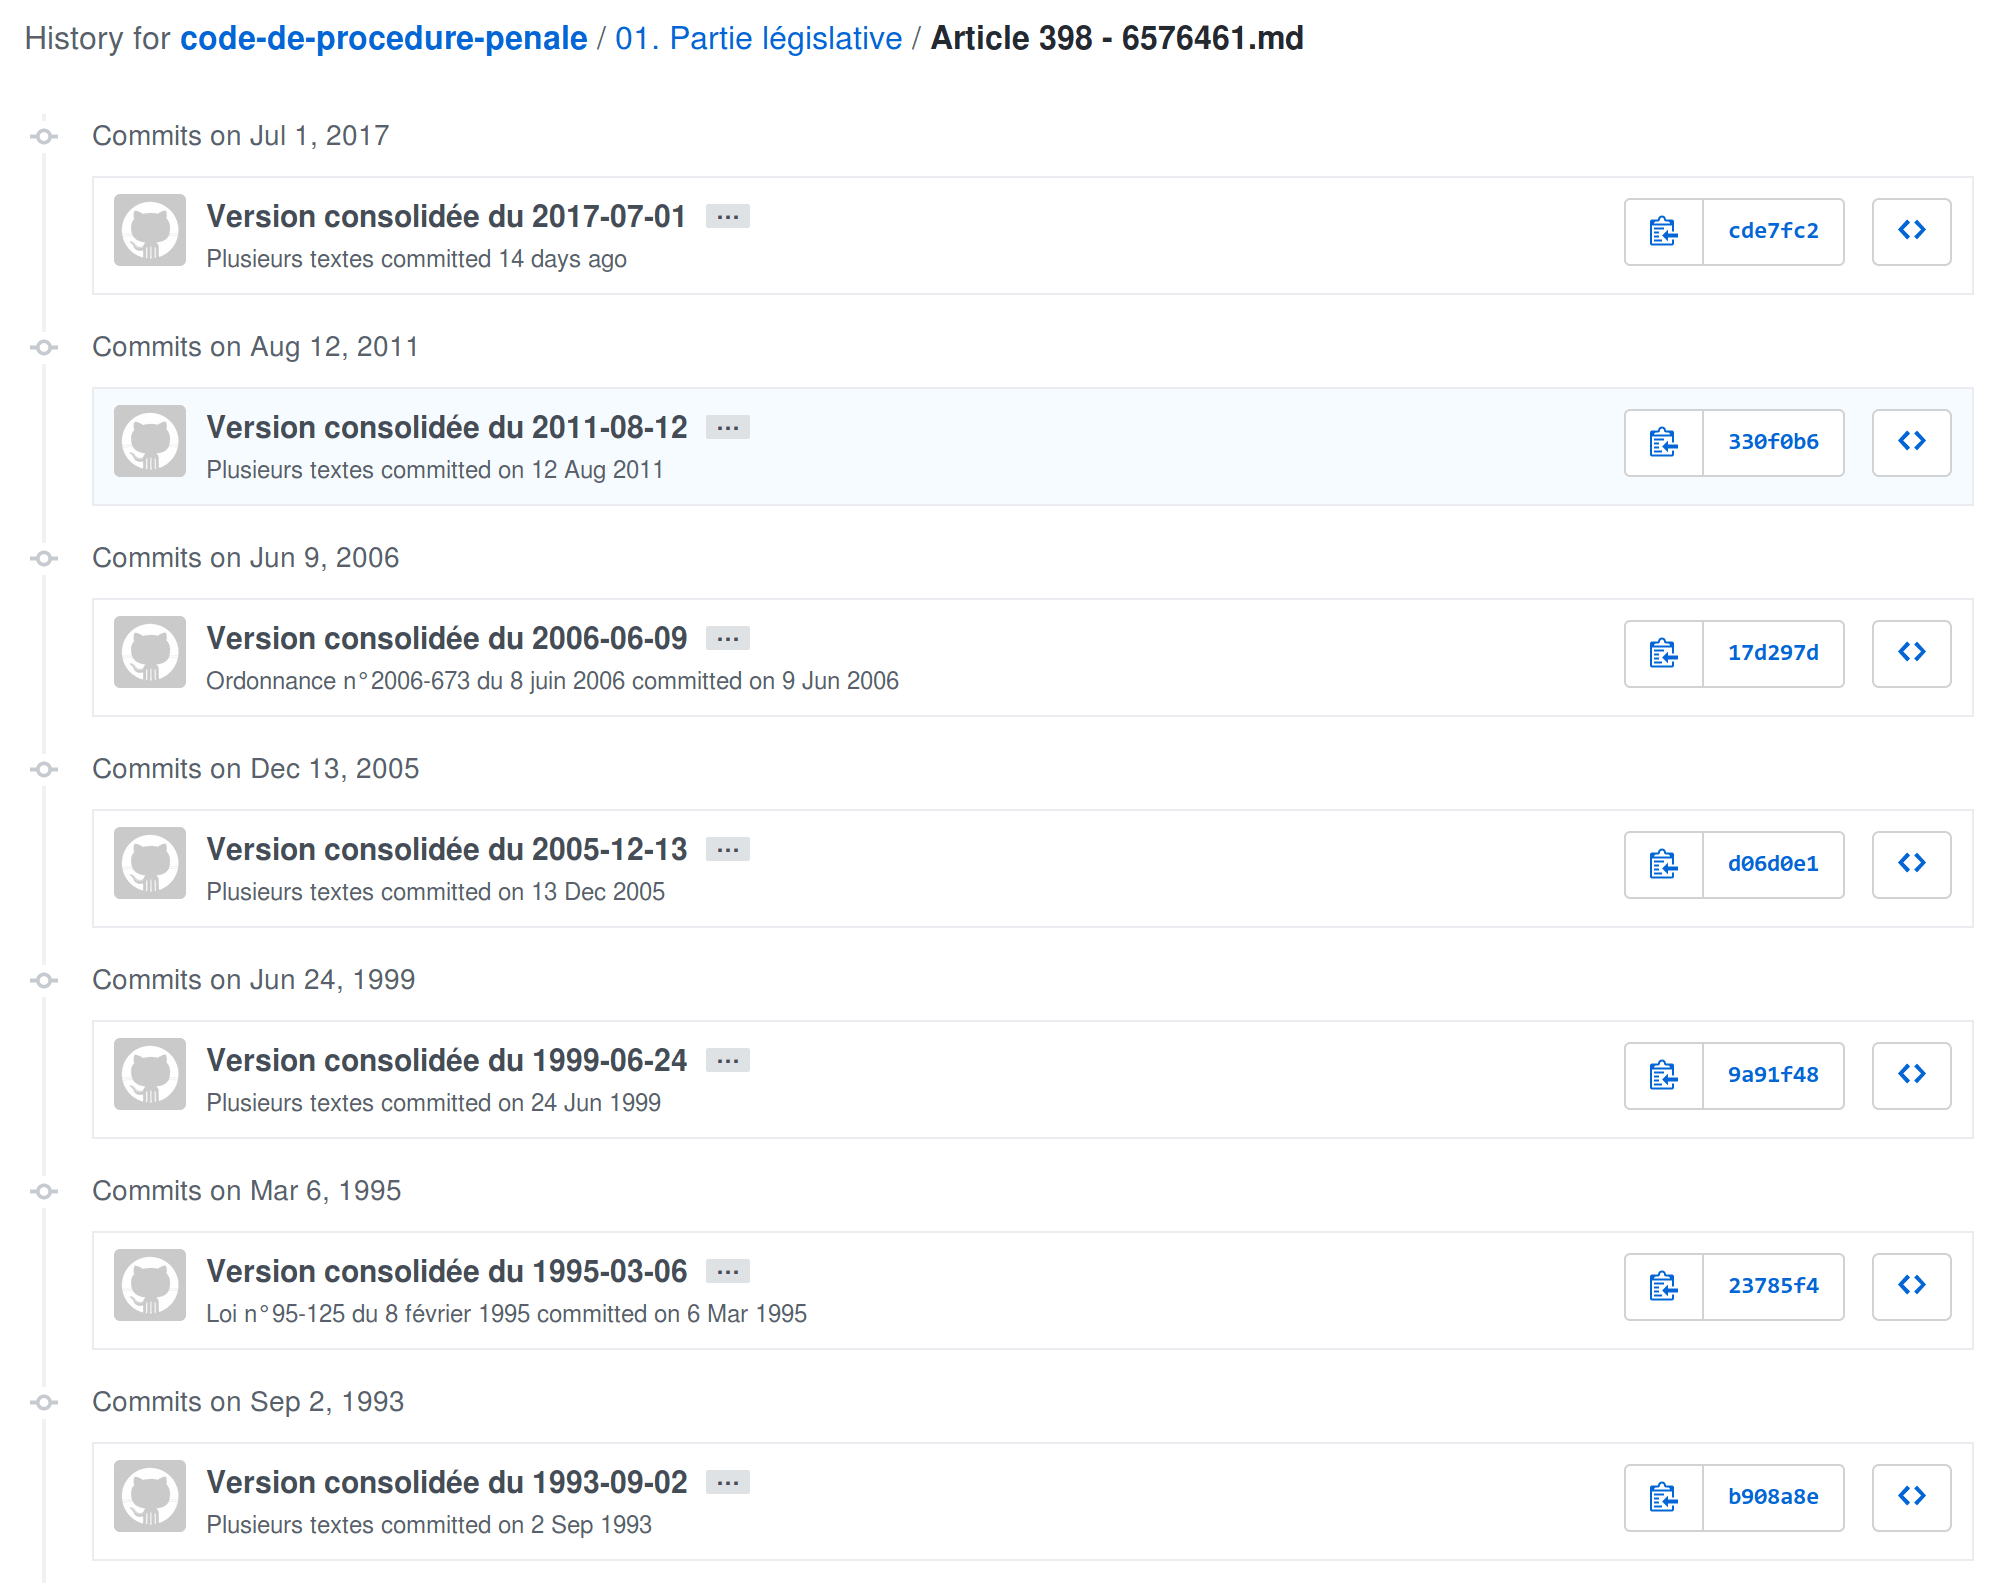 History for code-de-procedure-penale / 01. Partie législative / Article 398 - 6576461.md
Commits on Jul 1, 2017
Version consolidée du 2017-07-01 ...
Plusieurs textes committed 14 days ago
cde7fc2
Commits on Aug 12, 2011
Version consolidée du 2011-08-12 ...
Plusieurs textes committed on 12 Aug 2011
330f0b6
Commits on Jun 9, 2006
Version consolidée du 2006-06-09 ...
Ordonnance n°2006-673 du 8 juin 2006 committed on 9 Jun 2006
17d297d
Commits on Dec 13, 2005
Version consolidée du 2005-12-13 ...
Plusieurs textes committed on 13 Dec 2005
d06d0e1
Commits on Jun 24, 1999
Version consolidée du 1999-06-24 ...
Plusieurs textes committed on 24 Jun 1999
9a91f48
Commits on Mar 6, 1995
Version consolidée du 1995-03-06 ...
Loi n°95-125 du 8 février 1995 committed on 6 Mar 1995
23785f4
Commits on Sep 2, 1993
Version consolidée du 1993-09-02 ...
Plusieurs textes committed on 2 Sep 1993
b908a8e